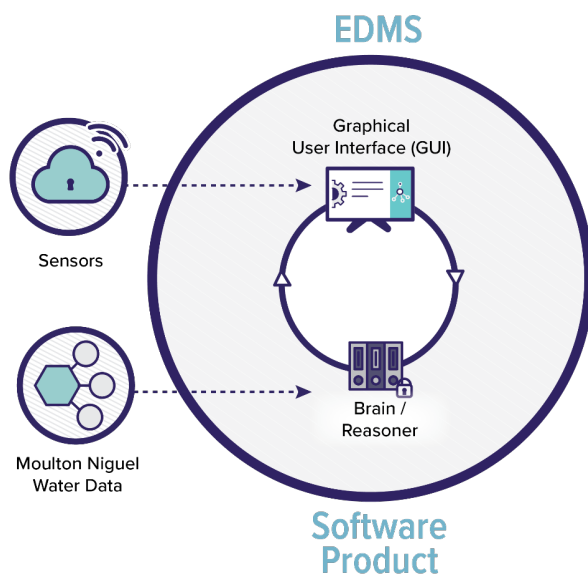 EDMS
Graphical
User Interface (GUI)
Sensors
Brain /
Reasoner
Moulton Niguel
Water Data
Software
Product